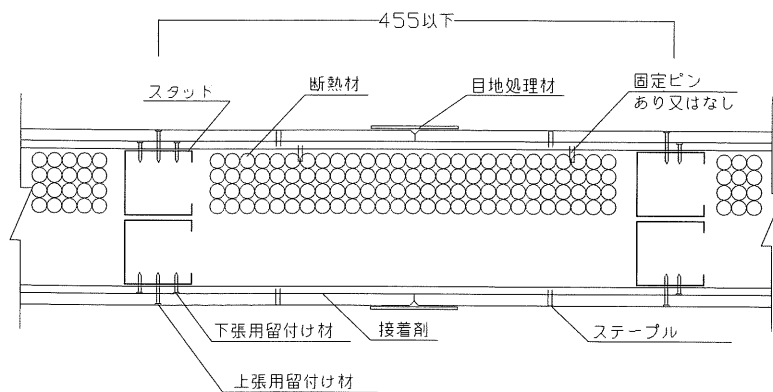 455以下
スタッド
断熱材
目地処理材
固定ピン
あり又はなし
下張用留付け材
接着剤
ステープル
上張用留付け材